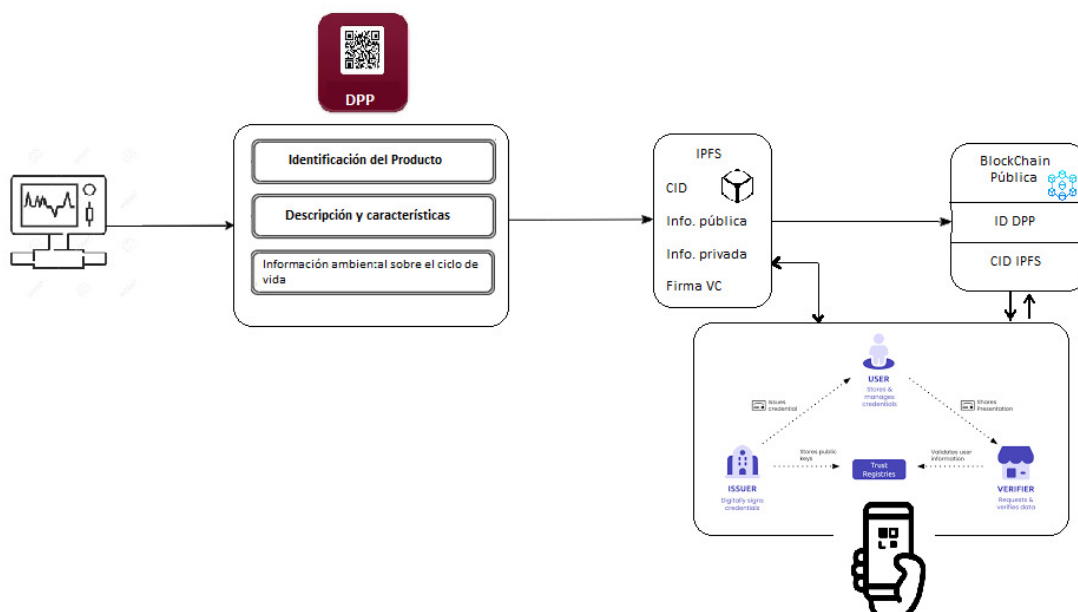 DPP
Identificación del Producto
Descripción y características
Información ambiental sobre el ciclo de
vida
IPFS
CID
Info. pública
Info. privada
Firma VC
BlockChain
Pública
ID DPP
CID IPFS
USER
Stores &
manages
credentials
Issues
credential
Shares
Presentation
Stores public
keys
Validates user
information
Trust
Registries
ISSUER
Digitally signs
credentials
VERIFIER
Requests &
verifies data